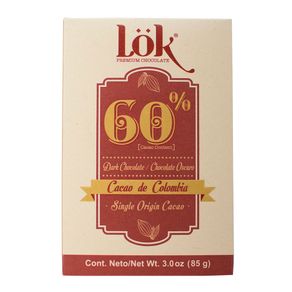 Lök®
PREMIUM CHOCOLATE
60%
[Cacao Content]
Dark Chocolate / Chocolate Oscuro
Cacao de Colombia
· Single Origin Cacao ·
Cont. Neto/Net Wt. 3.0 oz (85 g)